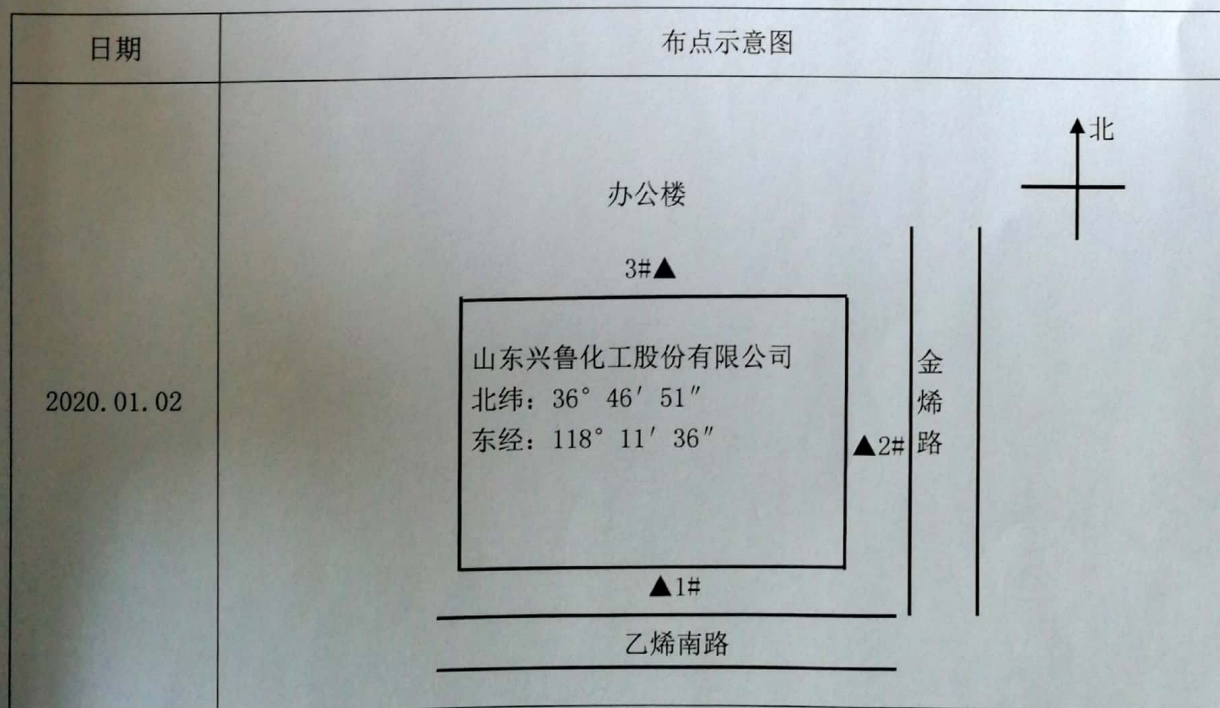 日期
布点示意图
北
办公楼
3#▲
山东兴鲁化工股份有限公司
北纬：36° 46′ 51″
东经：118° 11′ 36″
2020.01.02
▲2#
金烯路
▲1#
乙烯南路